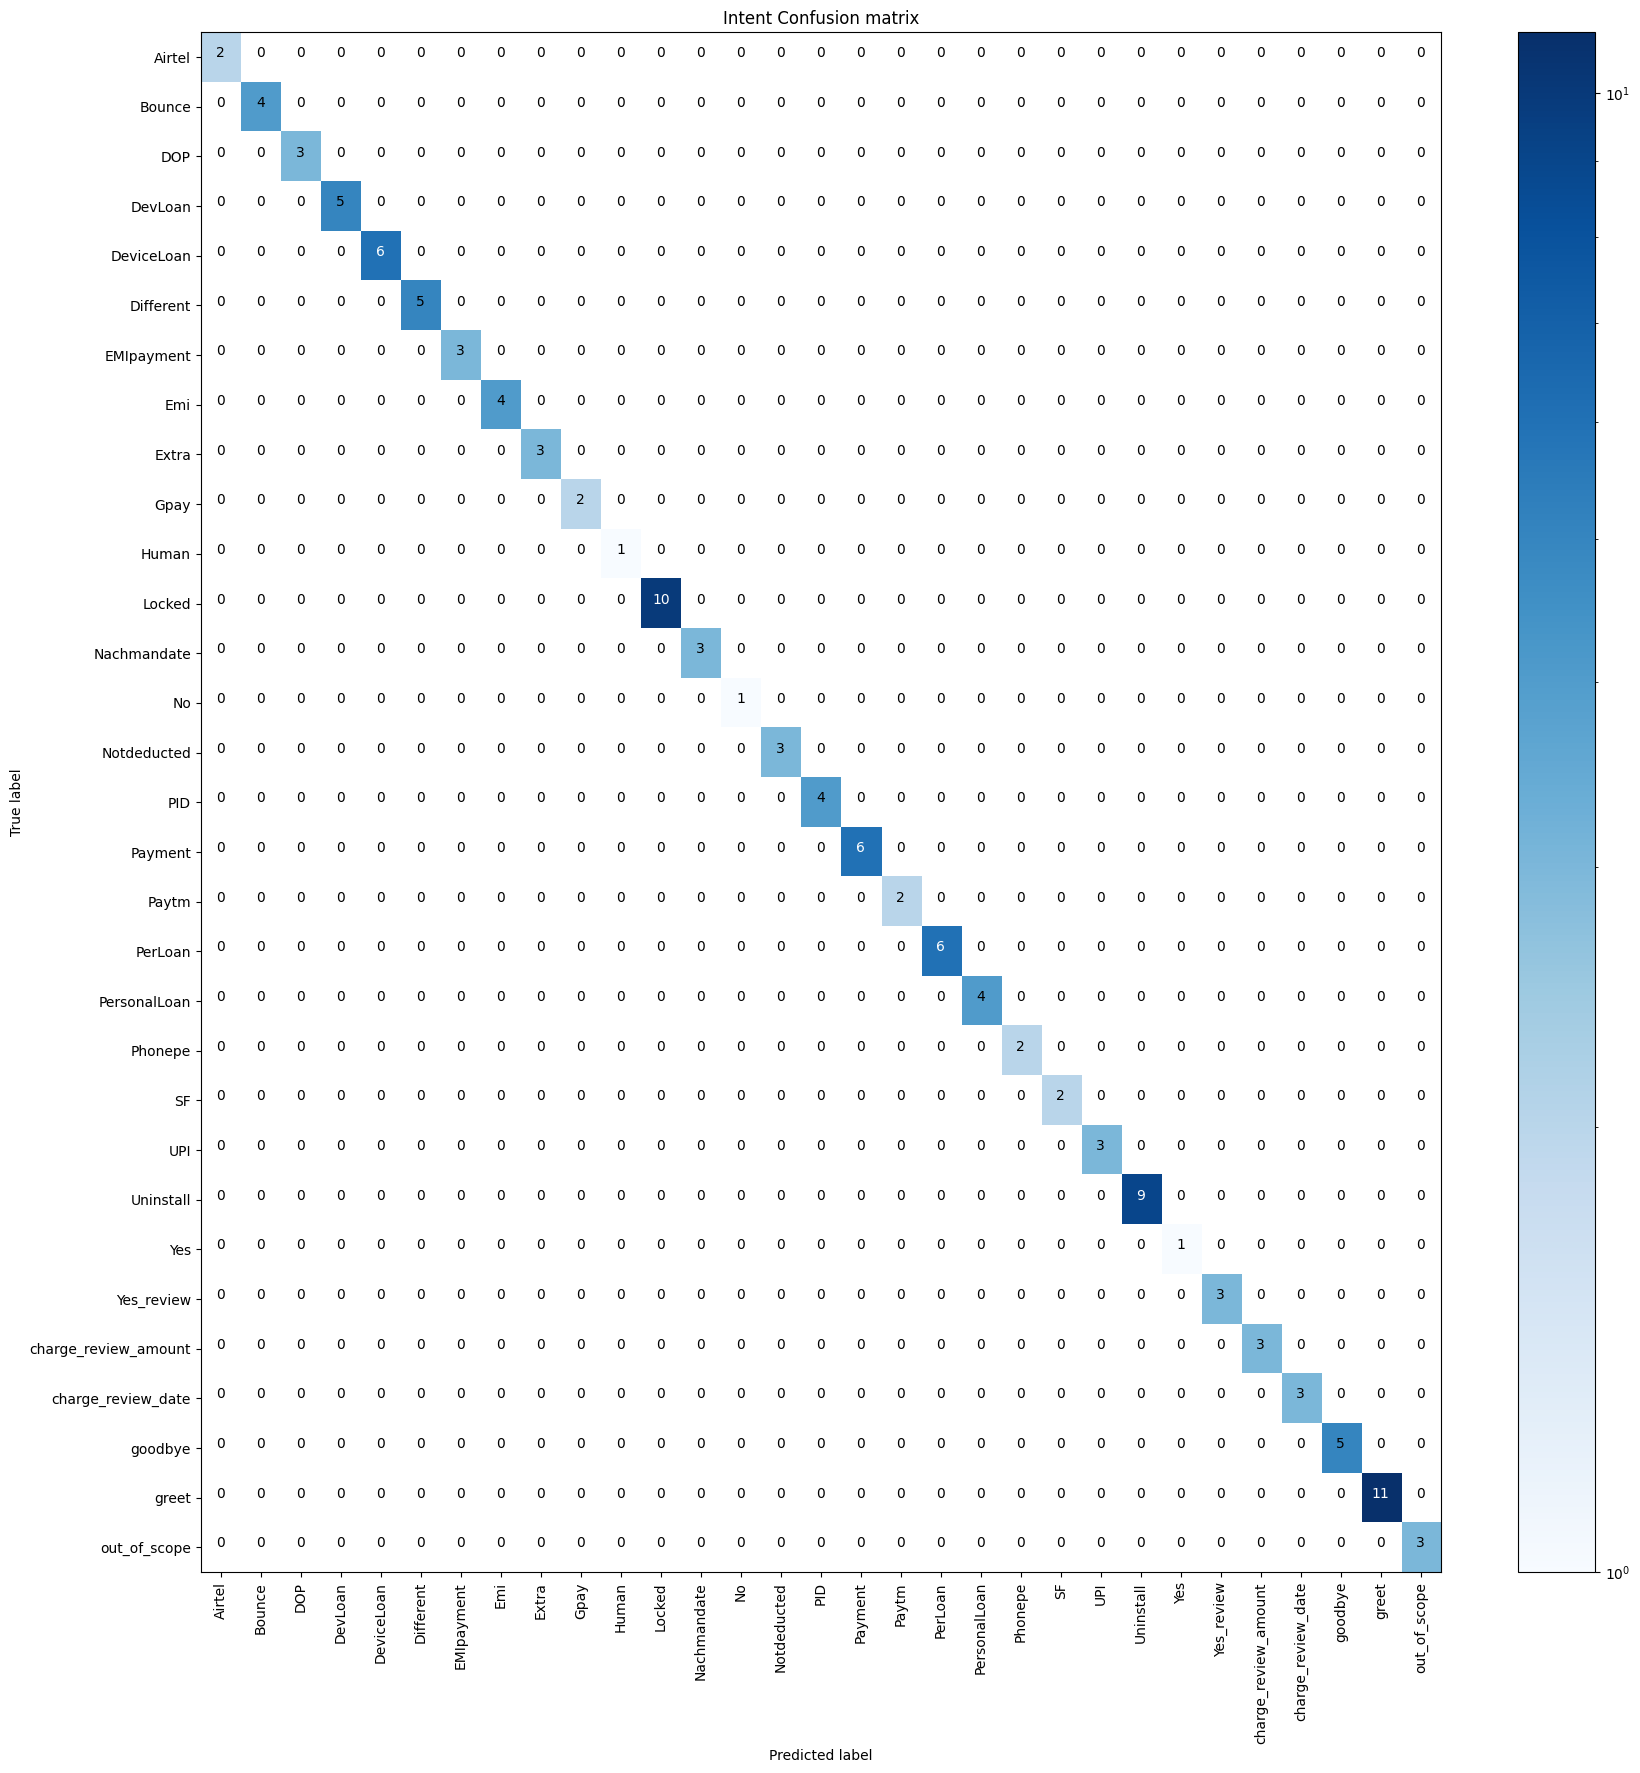 Intent Confusion matrix
Airtel 2 0 0 0 0 0 0 0 0 0 0 0 0 0 0 0 0 0 0 0 0 0 0 0 0 0 0 0 0 0 0
Bounce 0 4 0 0 0 0 0 0 0 0 0 0 0 0 0 0 0 0 0 0 0 0 0 0 0 0 0 0 0 0 0
DOP 0 0 3 0 0 0 0 0 0 0 0 0 0 0 0 0 0 0 0 0 0 0 0 0 0 0 0 0 0 0 0
DevLoan 0 0 0 5 0 0 0 0 0 0 0 0 0 0 0 0 0 0 0 0 0 0 0 0 0 0 0 0 0 0 0
DeviceLoan 0 0 0 0 6 0 0 0 0 0 0 0 0 0 0 0 0 0 0 0 0 0 0 0 0 0 0 0 0 0 0
Different 0 0 0 0 0 5 0 0 0 0 0 0 0 0 0 0 0 0 0 0 0 0 0 0 0 0 0 0 0 0 0
EMIpayment 0 0 0 0 0 0 3 0 0 0 0 0 0 0 0 0 0 0 0 0 0 0 0 0 0 0 0 0 0 0 0
Emi 0 0 0 0 0 0 0 4 0 0 0 0 0 0 0 0 0 0 0 0 0 0 0 0 0 0 0 0 0 0 0
Extra 0 0 0 0 0 0 0 0 3 0 0 0 0 0 0 0 0 0 0 0 0 0 0 0 0 0 0 0 0 0 0
Gpay 0 0 0 0 0 0 0 0 0 2 0 0 0 0 0 0 0 0 0 0 0 0 0 0 0 0 0 0 0 0 0
Human 0 0 0 0 0 0 0 0 0 0 1 0 0 0 0 0 0 0 0 0 0 0 0 0 0 0 0 0 0 0 0
Locked 0 0 0 0 0 0 0 0 0 0 0 10 0 0 0 0 0 0 0 0 0 0 0 0 0 0 0 0 0 0 0
Nachmandate 0 0 0 0 0 0 0 0 0 0 0 0 3 0 0 0 0 0 0 0 0 0 0 0 0 0 0 0 0 0 0
No 0 0 0 0 0 0 0 0 0 0 0 0 0 1 0 0 0 0 0 0 0 0 0 0 0 0 0 0 0 0 0
Notdeducted 0 0 0 0 0 0 0 0 0 0 0 0 0 0 3 0 0 0 0 0 0 0 0 0 0 0 0 0 0 0 0
PID 0 0 0 0 0 0 0 0 0 0 0 0 0 0 0 4 0 0 0 0 0 0 0 0 0 0 0 0 0 0 0
Payment 0 0 0 0 0 0 0 0 0 0 0 0 0 0 0 0 6 0 0 0 0 0 0 0 0 0 0 0 0 0 0
Paytm 0 0 0 0 0 0 0 0 0 0 0 0 0 0 0 0 0 2 0 0 0 0 0 0 0 0 0 0 0 0 0
PerLoan 0 0 0 0 0 0 0 0 0 0 0 0 0 0 0 0 0 0 6 0 0 0 0 0 0 0 0 0 0 0 0
PersonalLoan 0 0 0 0 0 0 0 0 0 0 0 0 0 0 0 0 0 0 0 4 0 0 0 0 0 0 0 0 0 0 0
Phonepe 0 0 0 0 0 0 0 0 0 0 0 0 0 0 0 0 0 0 0 0 2 0 0 0 0 0 0 0 0 0 0
SF 0 0 0 0 0 0 0 0 0 0 0 0 0 0 0 0 0 0 0 0 0 2 0 0 0 0 0 0 0 0 0
UPI 0 0 0 0 0 0 0 0 0 0 0 0 0 0 0 0 0 0 0 0 0 0 3 0 0 0 0 0 0 0 0
Uninstall 0 0 0 0 0 0 0 0 0 0 0 0 0 0 0 0 0 0 0 0 0 0 0 9 0 0 0 0 0 0 0
Yes 0 0 0 0 0 0 0 0 0 0 0 0 0 0 0 0 0 0 0 0 0 0 0 0 1 0 0 0 0 0 0
Yes_review 0 0 0 0 0 0 0 0 0 0 0 0 0 0 0 0 0 0 0 0 0 0 0 0 0 3 0 0 0 0 0
charge_review_amount 0 0 0 0 0 0 0 0 0 0 0 0 0 0 0 0 0 0 0 0 0 0 0 0 0 0 3 0 0 0 0
charge_review_date 0 0 0 0 0 0 0 0 0 0 0 0 0 0 0 0 0 0 0 0 0 0 0 0 0 0 0 3 0 0 0
goodbye 0 0 0 0 0 0 0 0 0 0 0 0 0 0 0 0 0 0 0 0 0 0 0 0 0 0 0 0 5 0 0
greet 0 0 0 0 0 0 0 0 0 0 0 0 0 0 0 0 0 0 0 0 0 0 0 0 0 0 0 0 0 11 0
out_of_scope 0 0 0 0 0 0 0 0 0 0 0 0 0 0 0 0 0 0 0 0 0 0 0 0 0 0 0 0 0 0 3
True label
Airtel
Bounce
DOP
DevLoan
DeviceLoan
Different
EMIpayment
Emi
Extra
Gpay
Human
Locked
Nachmandate
No
Notdeducted
PID
Payment
Paytm
PerLoan
PersonalLoan
Phonepe
SF
UPI
Uninstall
Yes
Yes_review
charge_review_amount
charge_review_date
goodbye
greet
out_of_scope
Predicted label
10¹
10⁰